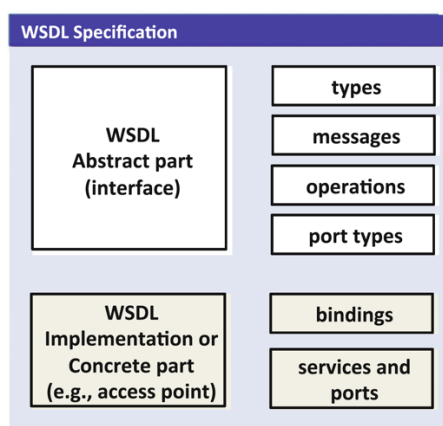 WSDL Specification
WSDL
Abstract part
(interface)
types
messages
operations
port types
WSDL
Implementation or
Concrete part
(e.g., access point)
bindings
services and
ports